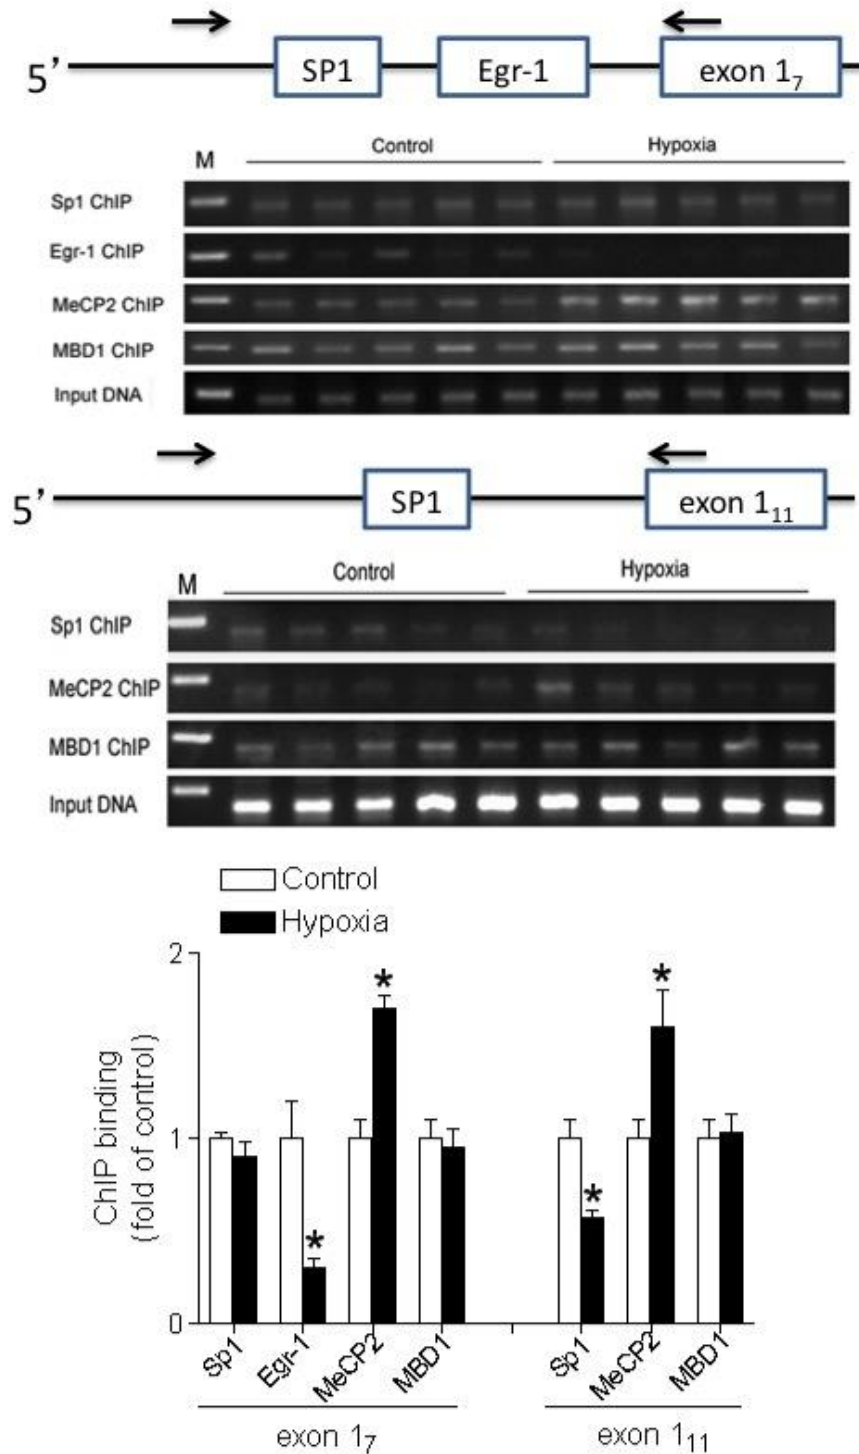 5’ SP1 Egr-1 exon 1₇
M Control Hypoxia
Sp1 ChIP
Egr-1 ChIP
MeCP2 ChIP
MBD1 ChIP
Input DNA
5’ SP1 exon 1₁₁
M Control Hypoxia
Sp1 ChIP
MeCP2 ChIP
MBD1 ChIP
Input DNA
Control
Hypoxia
ChIP binding
(fold of control)
2
1
0
* * * *
Sp1 Egr-1 MeCP2 MBD1 Sp1 MeCP2 MBD1
exon 1₇ exon 1₁₁